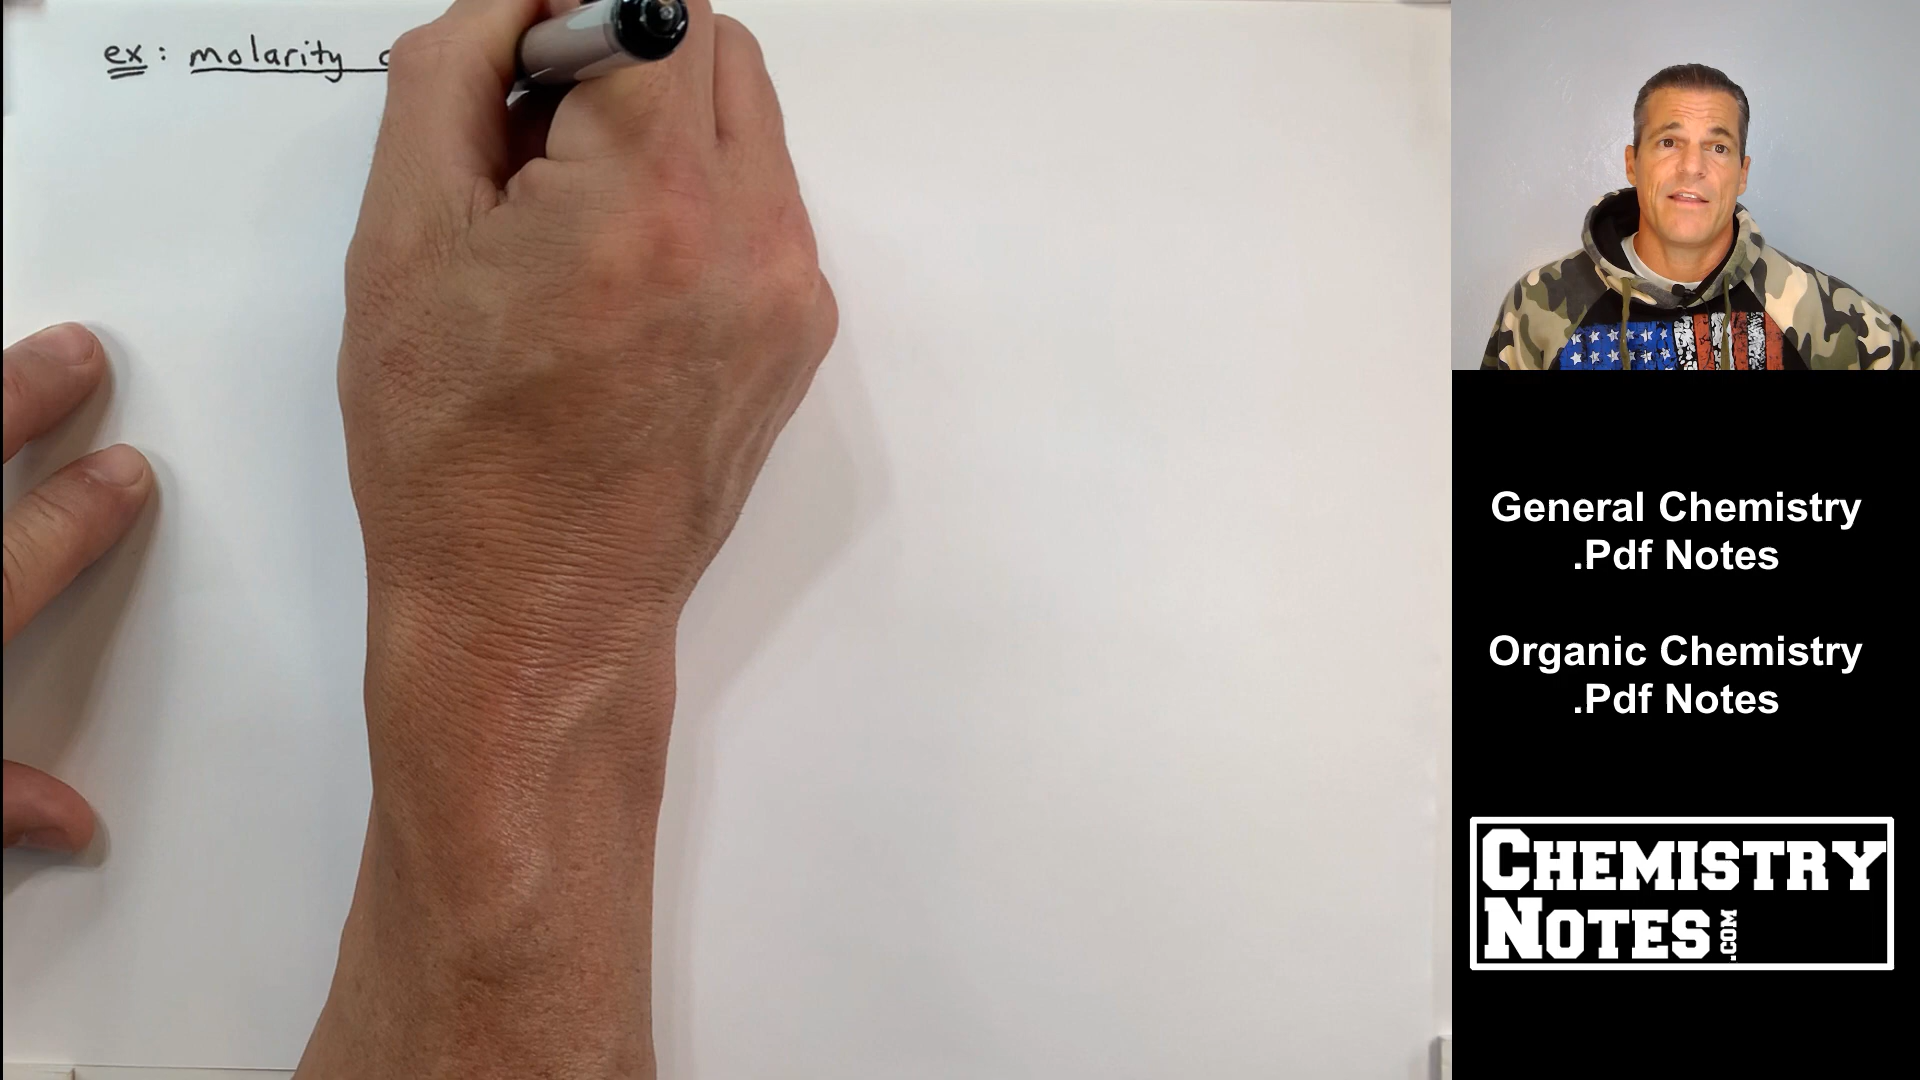 ex: molarity
General Chemistry
.Pdf Notes
Organic Chemistry
.Pdf Notes
CHEMISTRY
NOTES.COM